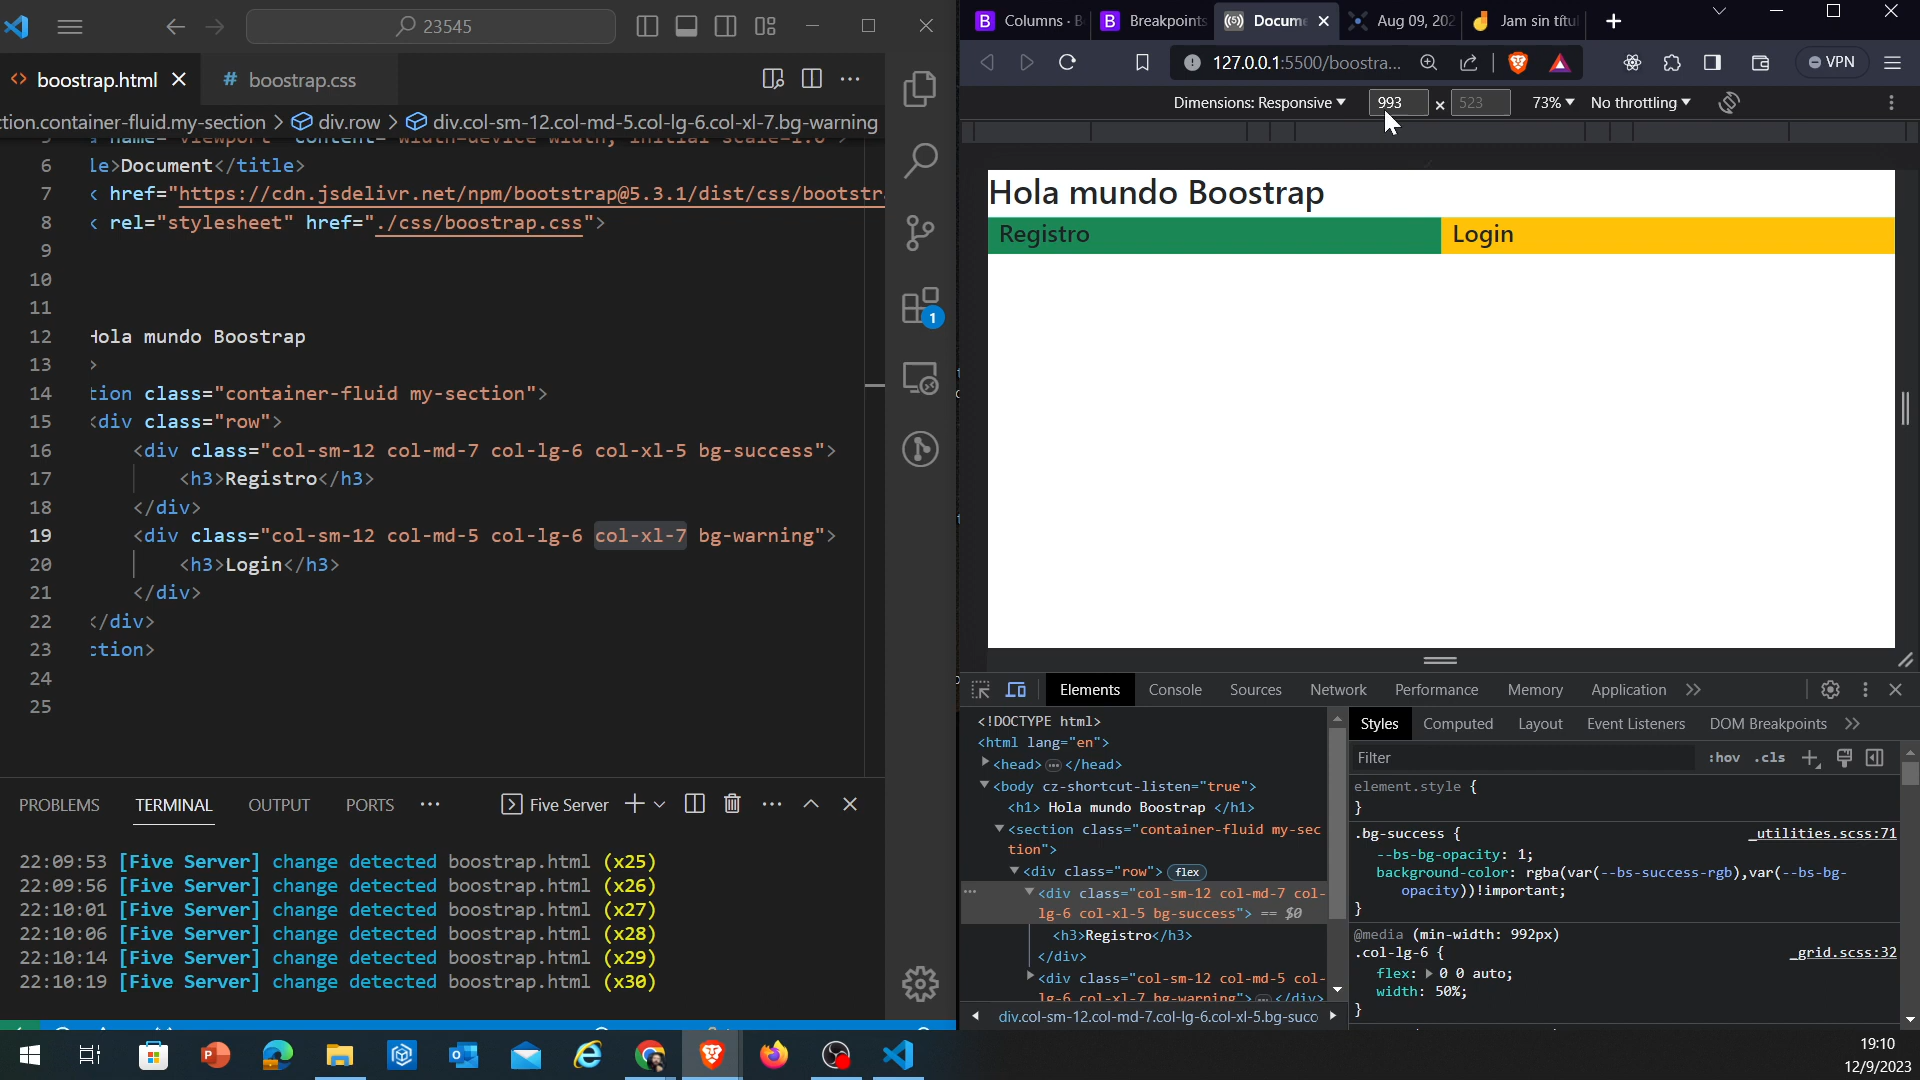 23545
boostrap.html
# boostrap.css
tion.container-fluid.my-section > div.row > div.col-sm-12.col-md-5.col-lg-6.col-xl-7.bg-warning
6 le>Document</title>
7 < href="https://cdn.jsdelivr.net/npm/bootstrap@5.3.1/dist/css/bootstr
8 < rel="stylesheet" href="./css/boostrap.css">
9
10
11
12 Hola mundo Boostrap
13 >
14 tion class="container-fluid my-section">
15 <div class="row">
16 <div class="col-sm-12 col-md-7 col-lg-6 col-xl-5 bg-success">
17 <h3>Registro</h3>
18 </div>
19 <div class="col-sm-12 col-md-5 col-lg-6 col-xl-7 bg-warning">
20 <h3>Login</h3>
21 </div>
22 </div>
23 ction>
24
25
1
PROBLEMS TERMINAL OUTPUT PORTS ··· Five Server
22:09:53 [Five Server] change detected boostrap.html (x25)
22:09:56 [Five Server] change detected boostrap.html (x26)
22:10:01 [Five Server] change detected boostrap.html (x27)
22:10:06 [Five Server] change detected boostrap.html (x28)
22:10:14 [Five Server] change detected boostrap.html (x29)
22:10:19 [Five Server] change detected boostrap.html (x30)
B Columns · B
B Breakpoints
Docum
Aug 09, 202
Jam sin títul
127.0.0.1:5500/boostra...
VPN
Dimensions: Responsive 993 × 523 73% No throttling
Hola mundo Boostrap
Registro Login
Elements Console Sources Network Performance Memory Application
<!DOCTYPE html>
<html lang="en">
<head> ··· </head>
<body cz-shortcut-listen="true">
<h1> Hola mundo Boostrap </h1>
<section class="container-fluid my-sec
tion">
<div class="row"> flex
<div class="col-sm-12 col-md-7 col-
lg-6 col-xl-5 bg-success"> == $0
<h3>Registro</h3>
</div>
<div class="col-sm-12 col-md-5 col-
lg-6 col-xl-7 bg-warning"> ··· </div>
div.col-sm-12.col-md-7.col-lg-6.col-xl-5.bg-succ
Styles Computed Layout Event Listeners DOM Breakpoints
Filter :hov .cls
element.style {
}
.bg-success { _utilities.scss:71
--bs-bg-opacity: 1;
background-color: rgba(var(--bs-success-rgb),var(--bs-bg-
opacity))!important;
}
@media (min-width: 992px)
.col-lg-6 { _grid.scss:32
flex: 0 0 auto;
width: 50%;
}
19:10
12/9/2023